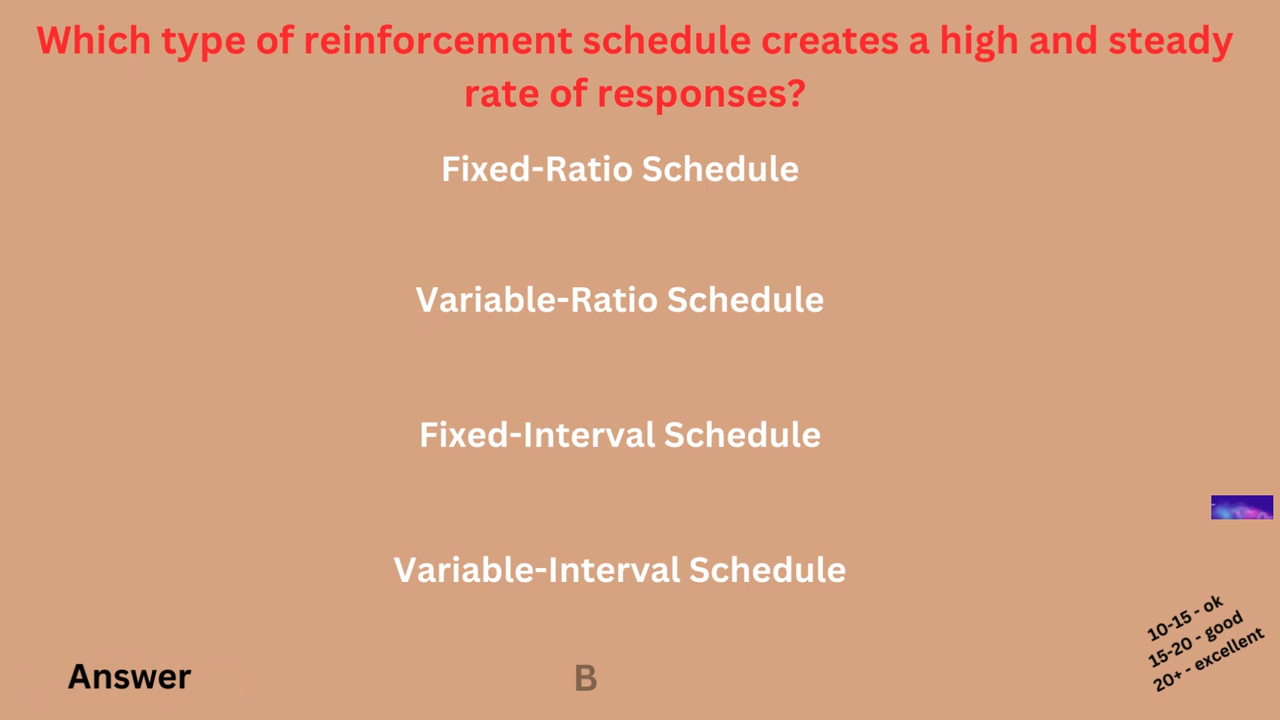 Which type of reinforcement schedule creates a high and steady
rate of responses?
Fixed-Ratio Schedule
Variable-Ratio Schedule
Fixed-Interval Schedule
Variable-Interval Schedule
10-15 - ok
15-20 - good
20+ - excellent
Answer
B